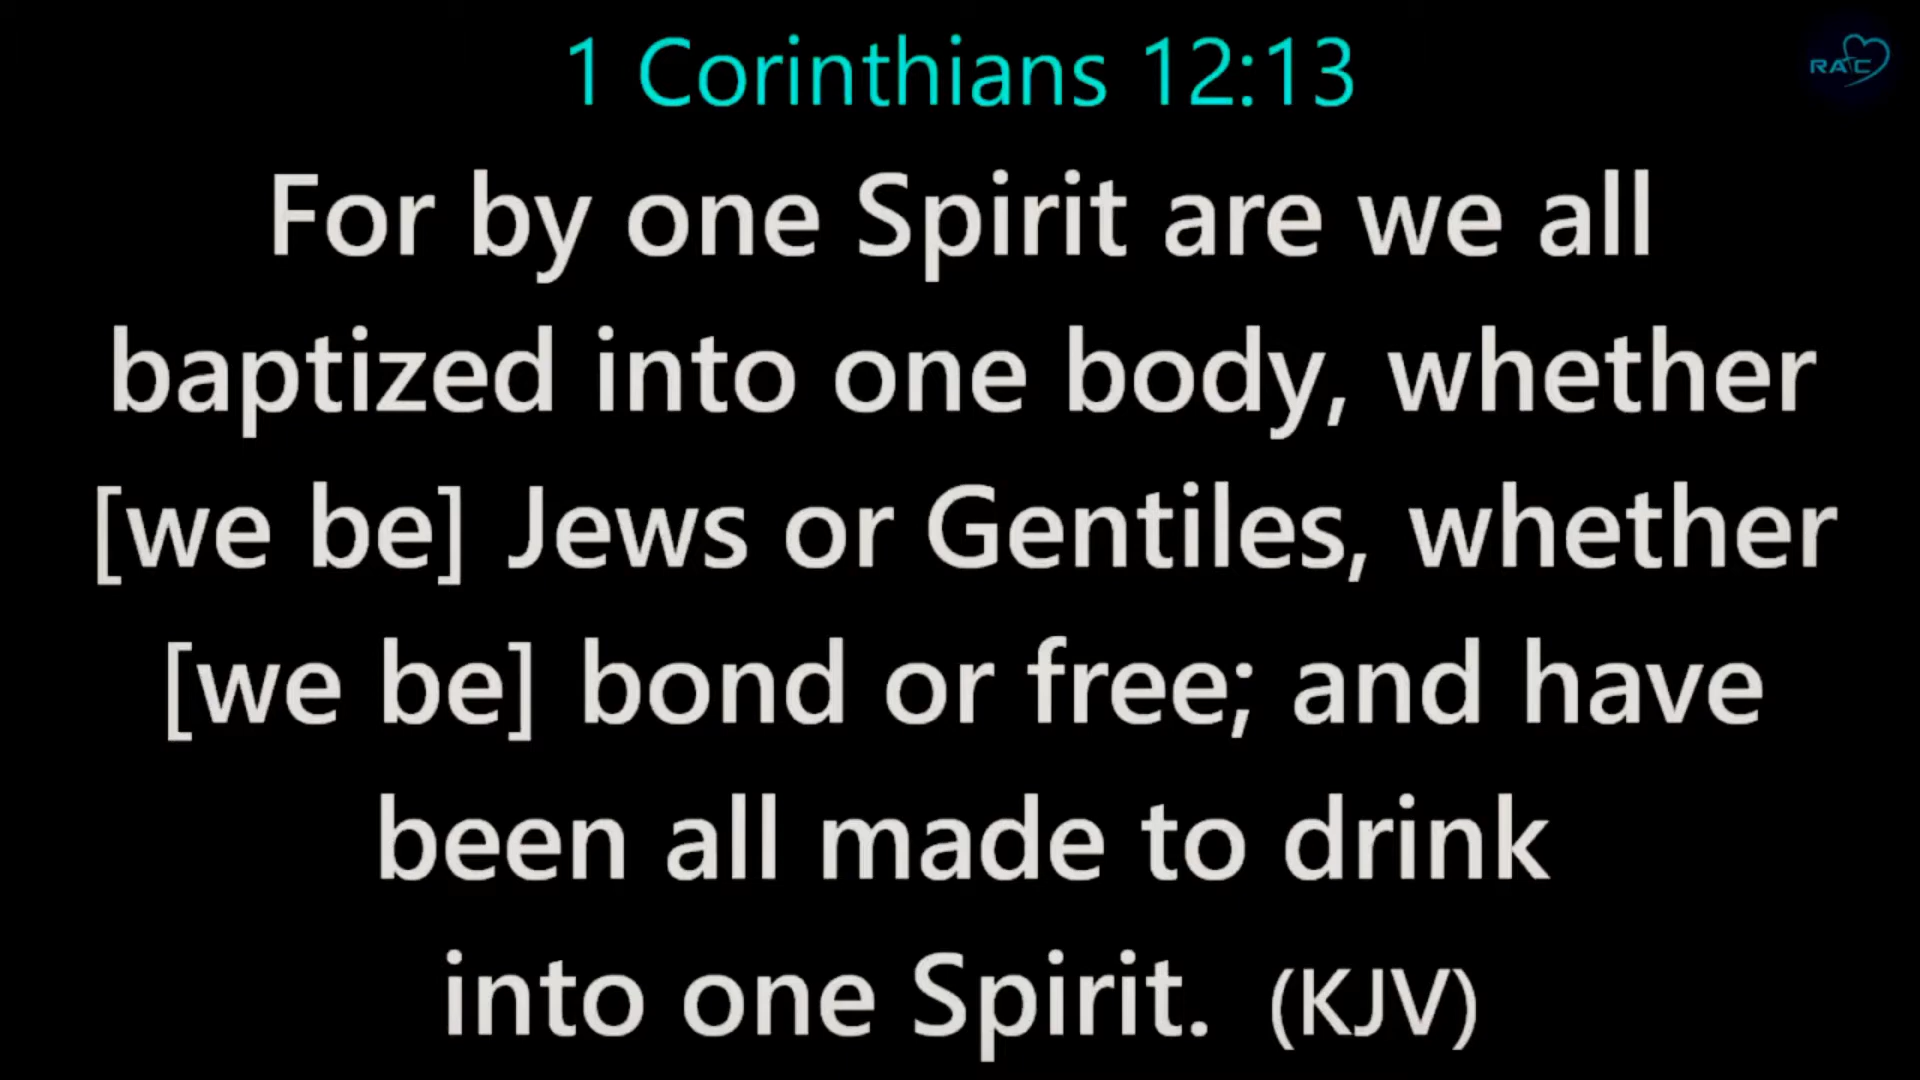 1 Corinthians 12:13
RAC
For by one Spirit are we all
baptized into one body, whether
[we be] Jews or Gentiles, whether
[we be] bond or free; and have
been all made to drink
into one Spirit. (KJV)